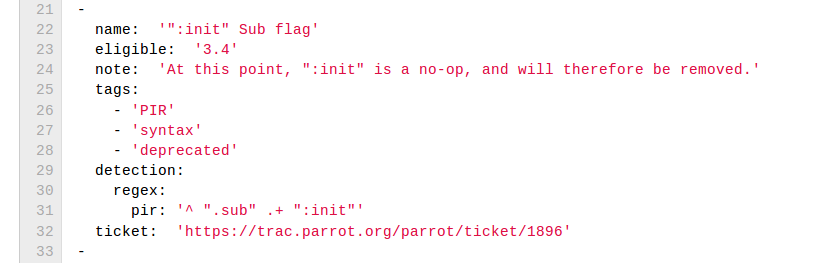 21 -
22 name: '":init" Sub flag'
23 eligible: '3.4'
24 note: 'At this point, ":init" is a no-op, and will therefore be removed.'
25 tags:
26 - 'PIR'
27 - 'syntax'
28 - 'deprecated'
29 detection:
30 regex:
31 pir: '^ ".sub" .+ ":init"'
32 ticket: 'https://trac.parrot.org/parrot/ticket/1896'
33 -